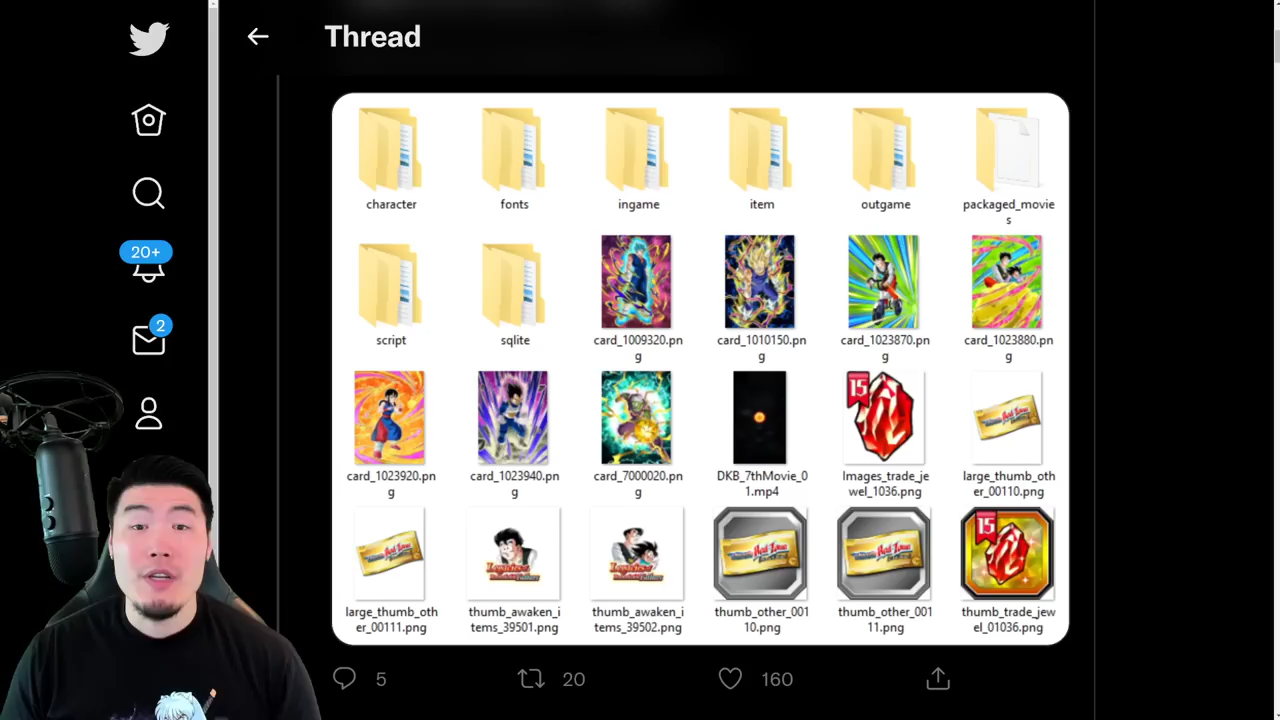 Thread
20+
2
character
fonts
ingame
item
outgame
packaged_movie
s
script
sqlite
card_1009320.pn
g
card_1010150.pn
g
card_1023870.pn
g
card_1023880.pn
g
card_1023920.pn
g
card_1023940.pn
g
card_7000020.pn
g
DKB_7thMovie_0
1.mp4
Images_trade_je
wel_1036.png
large_thumb_oth
er_00110.png
15
large_thumb_oth
er_00111.png
thumb_awaken_i
tems_39501.png
thumb_awaken_i
tems_39502.png
thumb_other_001
10.png
thumb_other_001
11.png
thumb_trade_jew
el_01036.png
15
5
20
160